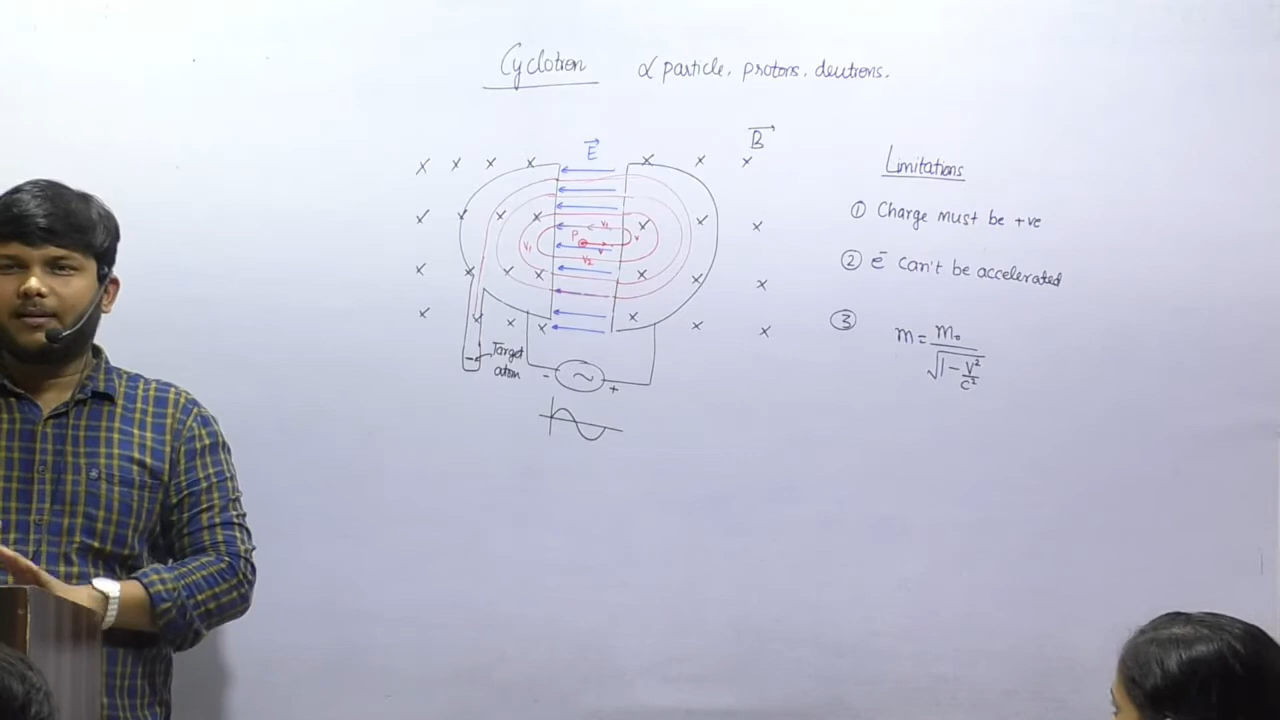 Cyclotron α particle, protons, deutrons.
E
B
Limitations
① Charge must be +ve
② e⁻ can't be accelerated
③ m = m₀ / √(1 - V²/C²)
P
V
V
V₁
V₁
V₂
Target
atom
- ~ +